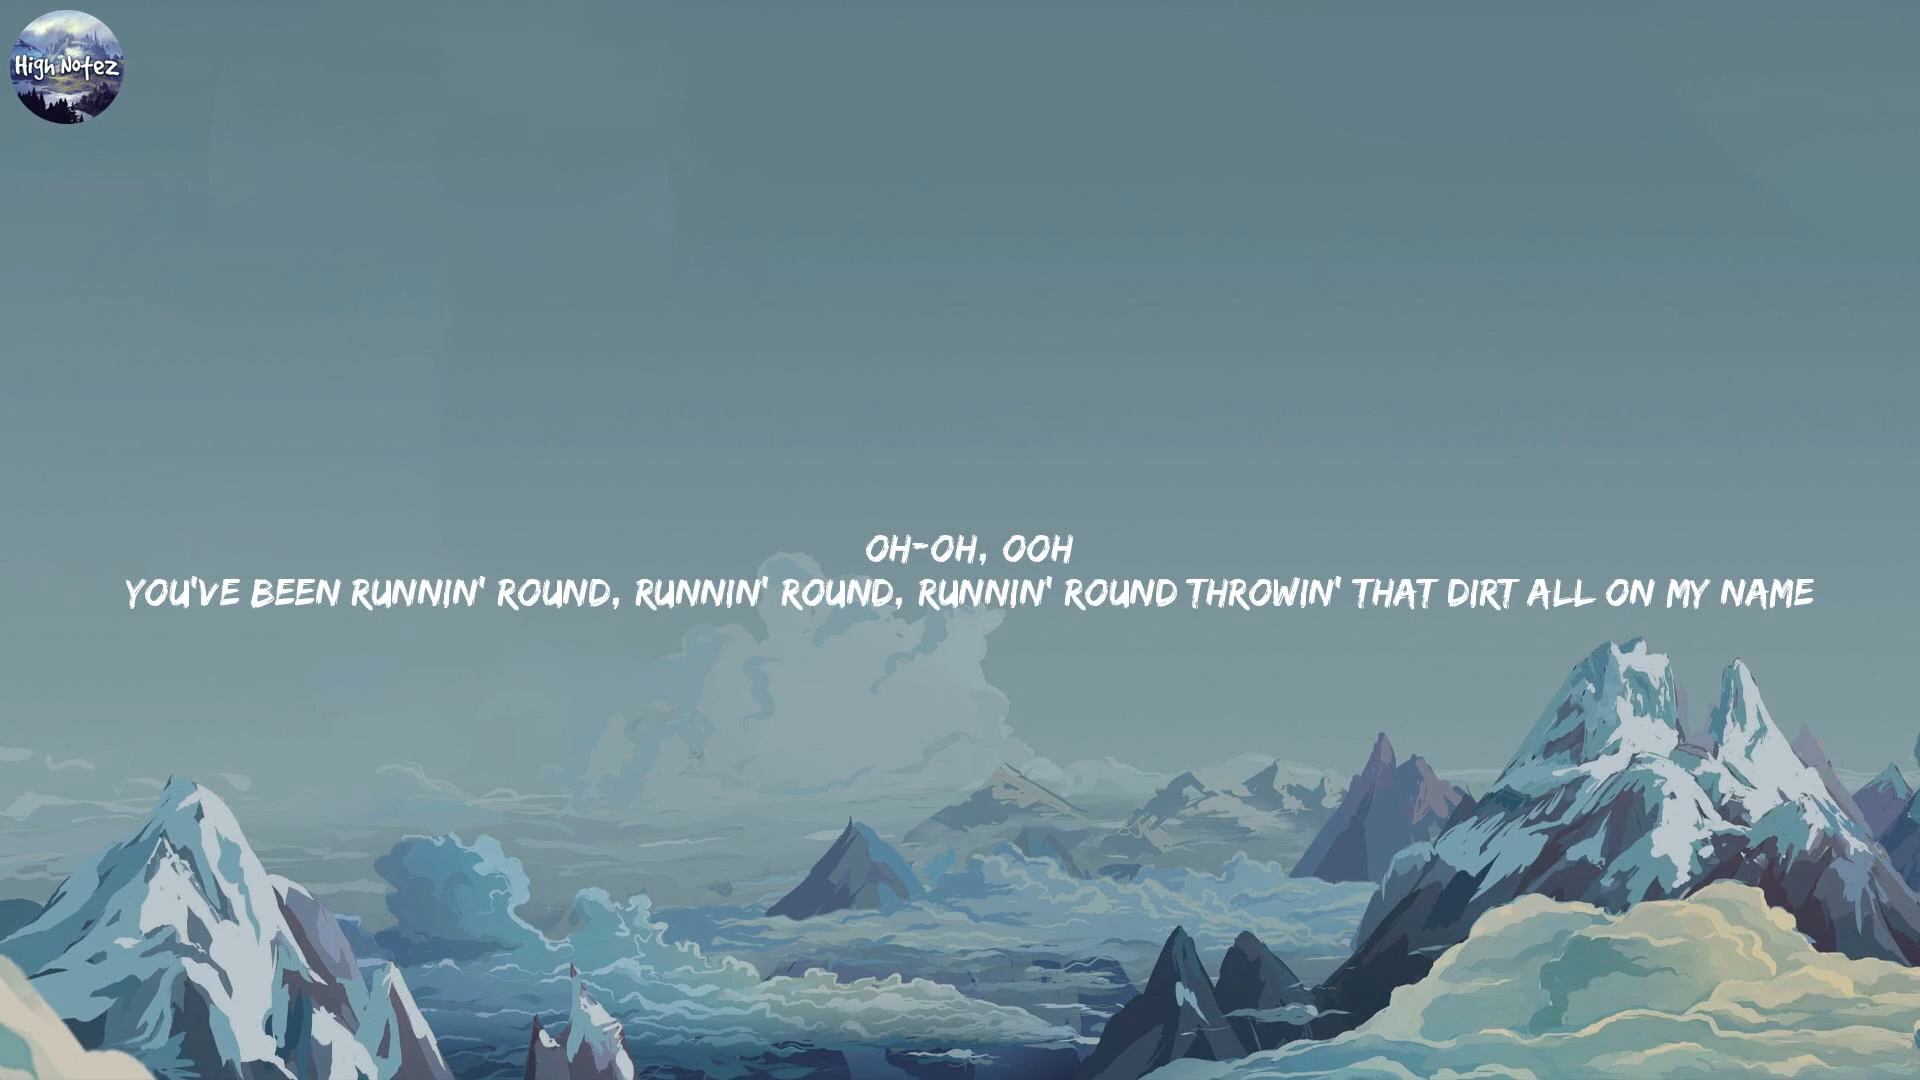 High Notez
OH-OH, OOH
YOU'VE BEEN RUNNIN' ROUND, RUNNIN' ROUND, RUNNIN' ROUND THROWIN' THAT DIRT ALL ON MY NAME